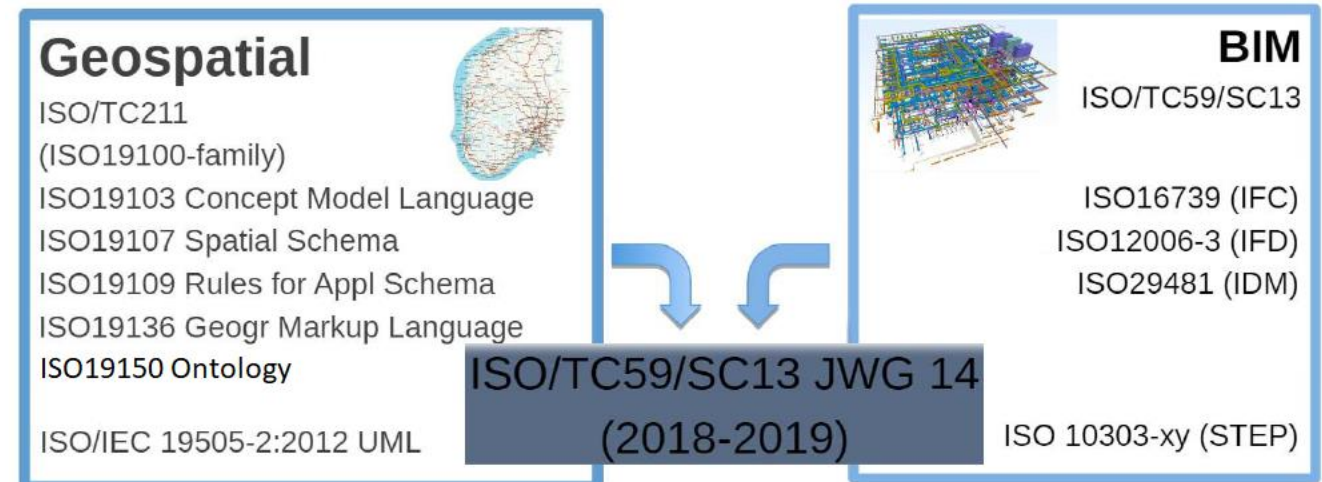 Geospatial
ISO/TC211
(ISO19100-family)
ISO19103 Concept Model Language
ISO19107 Spatial Schema
ISO19109 Rules for Appl Schema
ISO19136 Geogr Markup Language
ISO19150 Ontology
ISO/IEC 19505-2:2012 UML
ISO/TC59/SC13 JWG 14
(2018-2019)
BIM
ISO/TC59/SC13
ISO16739 (IFC)
ISO12006-3 (IFD)
ISO29481 (IDM)
ISO 10303-xy (STEP)